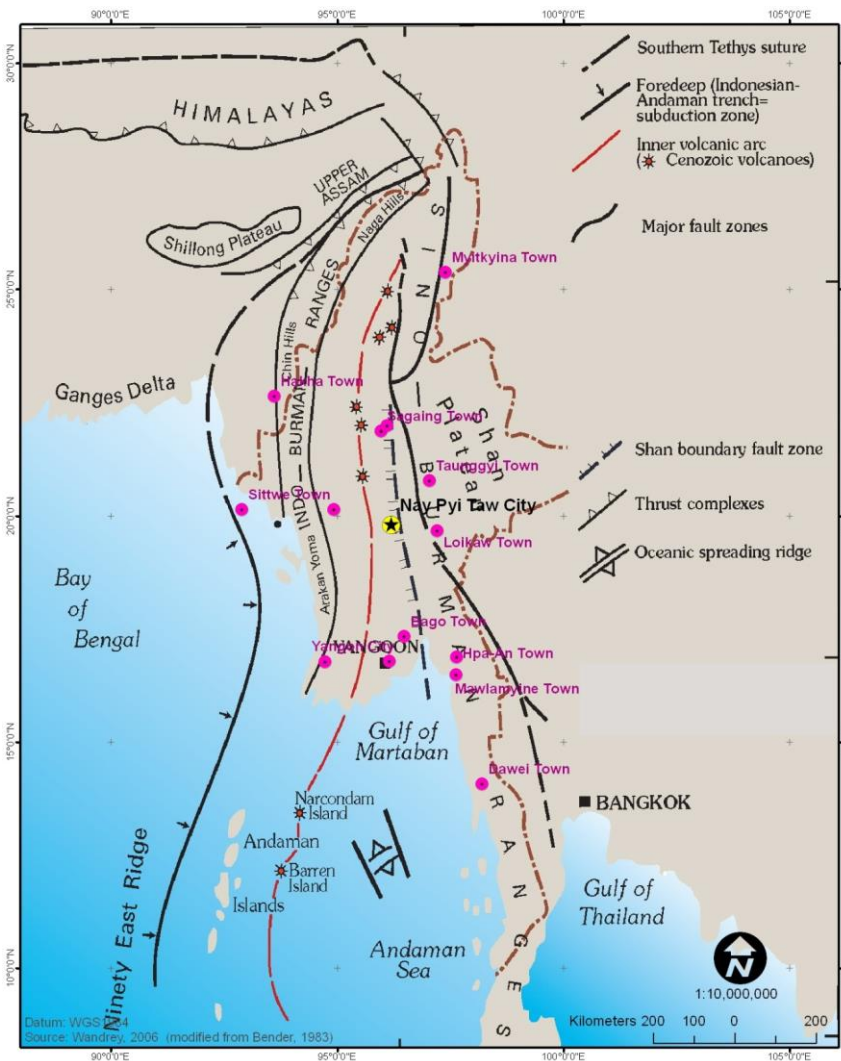 90°0'0"E
95°0'0"E
100°0'0"E
105°0'0"E
30°0'0"N
25°0'0"N
20°0'0"N
15°0'0"N
10°0'0"N
Southern Tethys suture
Foredeep (Indonesian-
Andaman trench=
subduction zone)
Inner volcanic arc
( Cenozoic volcanoes)
Major fault zones
Shan boundary fault zone
Thrust complexes
Oceanic spreading ridge
HIMALAYAS
UPPER
ASSAM
Shillong Plateau
Naga Hills
Chin Hills
INDO — BURMAN RANGES
Arakan Yoma
SINO BURMAN RANGES
Shan
Plateau
Myitkyina Town
Ganges Delta
Hakha Town
Sagaing Town
Taunggyi Town
Sittwe Town
Nay Pyi Taw City
Loikaw Town
Bay
of
Bengal
Bago Town
YANGOON
Hpa-An Town
Mawlamyine Town
Gulf of
Martaban
Dawei Town
BANGKOK
Narcondam
Island
Andaman
Barren
Island
Islands
Ninety East Ridge
Andaman
Sea
Gulf of
Thailand
N
1:10,000,000
Kilometers 200 100 0 200
Datum: WGS1984
Source: Wandrey, 2006 (modified from Bender, 1983)